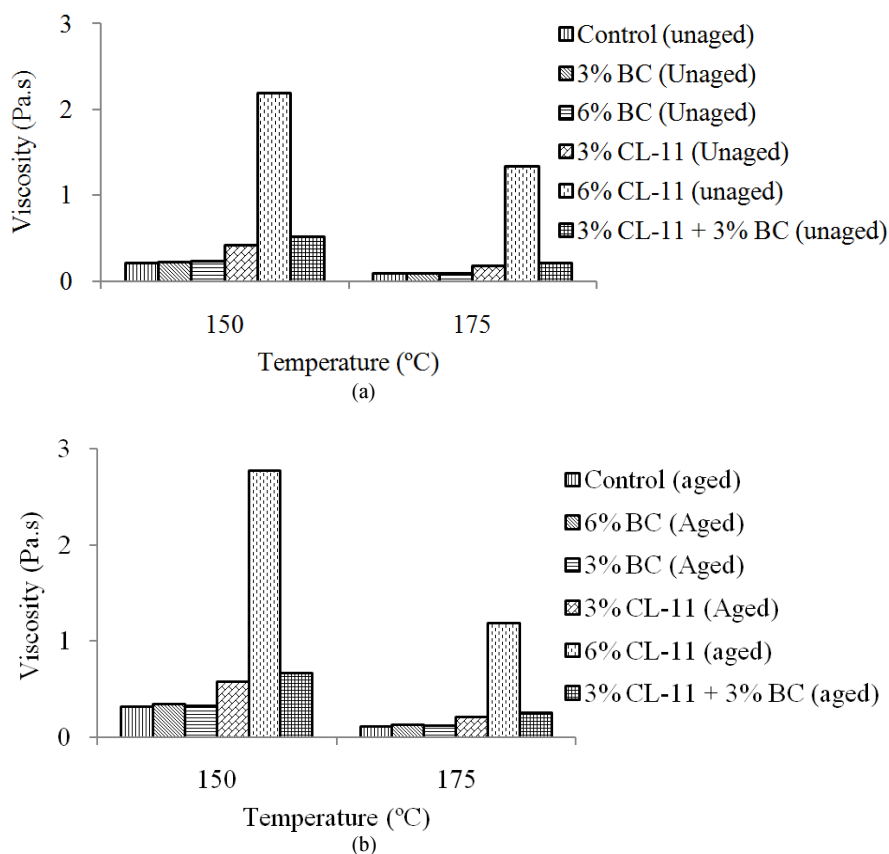 3
2
1
0
Viscosity (Pa.s)
150
175
Temperature (ºC)
Control (unaged)
3% BC (Unaged)
6% BC (Unaged)
3% CL-11 (Unaged)
6% CL-11 (unaged)
3% CL-11 + 3% BC (unaged)
(a)
3
2
1
0
Viscosity (Pa.s)
150
175
Temperature (ºC)
Control (aged)
6% BC (Aged)
3% BC (Aged)
3% CL-11 (Aged)
6% CL-11 (aged)
3% CL-11 + 3% BC (aged)
(b)